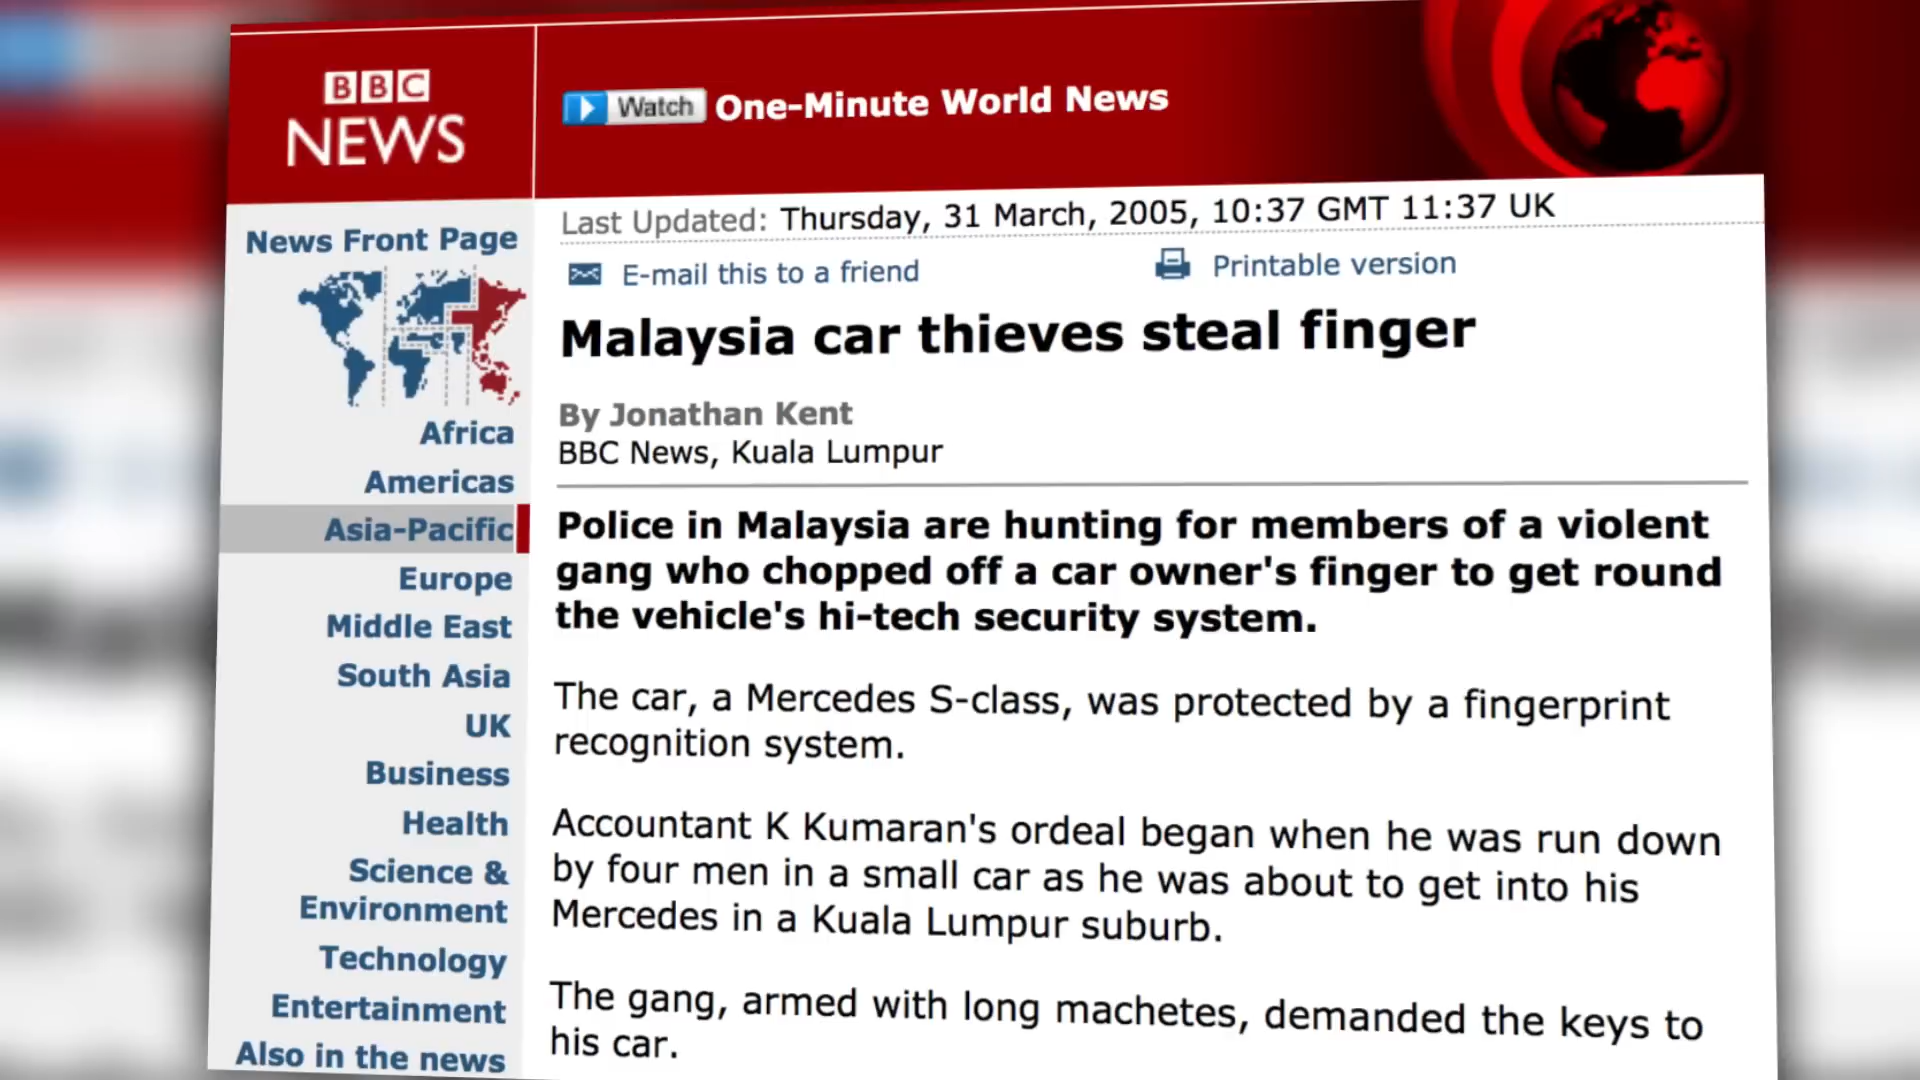 BBC
NEWS
Watch One-Minute World News
News Front Page
Africa
Americas
Asia-Pacific
Europe
Middle East
South Asia
UK
Business
Health
Science &
Environment
Technology
Entertainment
Also in the news
Last Updated: Thursday, 31 March, 2005, 10:37 GMT 11:37 UK
E-mail this to a friend
Printable version
Malaysia car thieves steal finger
By Jonathan Kent
BBC News, Kuala Lumpur
Police in Malaysia are hunting for members of a violent
gang who chopped off a car owner's finger to get round
the vehicle's hi-tech security system.
The car, a Mercedes S-class, was protected by a fingerprint
recognition system.
Accountant K Kumaran's ordeal began when he was run down
by four men in a small car as he was about to get into his
Mercedes in a Kuala Lumpur suburb.
The gang, armed with long machetes, demanded the keys to
his car.